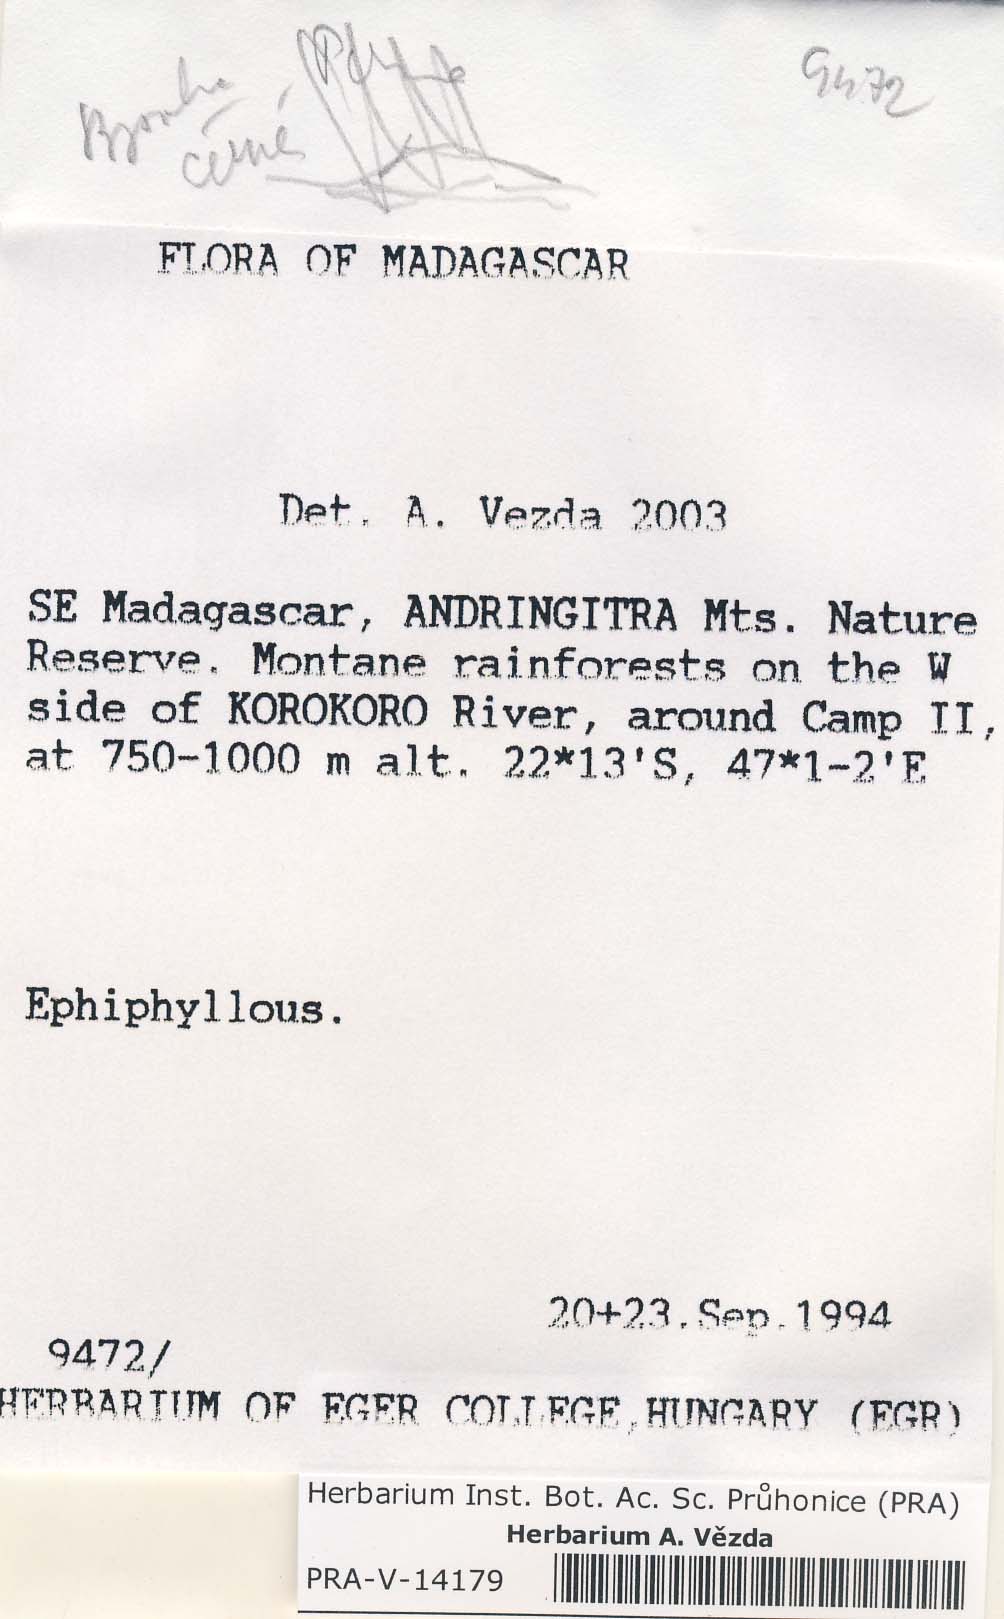 9472
FLORA OF MADAGASCAR
Det. A. Vezda 2003
SE Madagascar, ANDRINGITRA Mts. Nature
Reserve. Montane rainforests on the W
side of KOROKORO River, around Camp II,
at 750-1000 m alt. 22*13'S, 47*1-2'E
Ephiphyllous.
20+23.Sep.1994
9472/
HERBARIUM OF EGER COLLEGE,HUNGARY (EGR)
Herbarium Inst. Bot. Ac. Sc. Průhonice (PRA)
Herbarium A. Vězda
PRA-V-14179